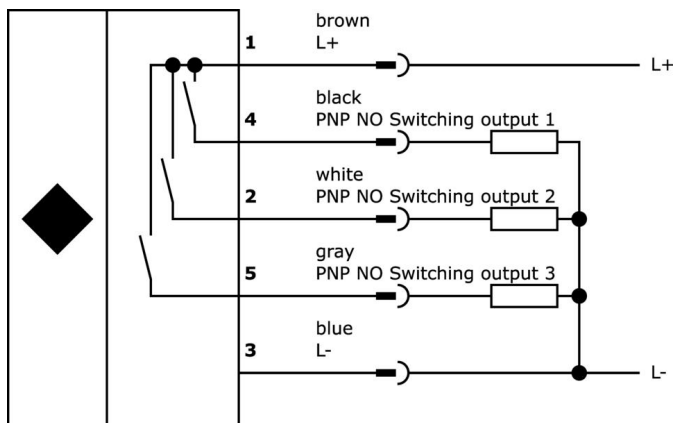 brown
1 L+
L+
black
4 PNP NO Switching output 1
white
2 PNP NO Switching output 2
gray
5 PNP NO Switching output 3
blue
3 L-
L-